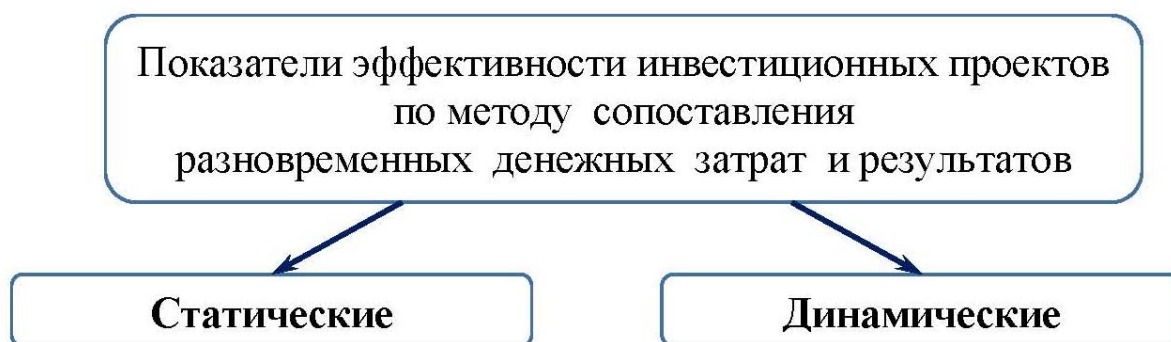 Показатели эффективности инвестиционных проектов
по методу сопоставления
разновременных денежных затрат и результатов
Статические
Динамические